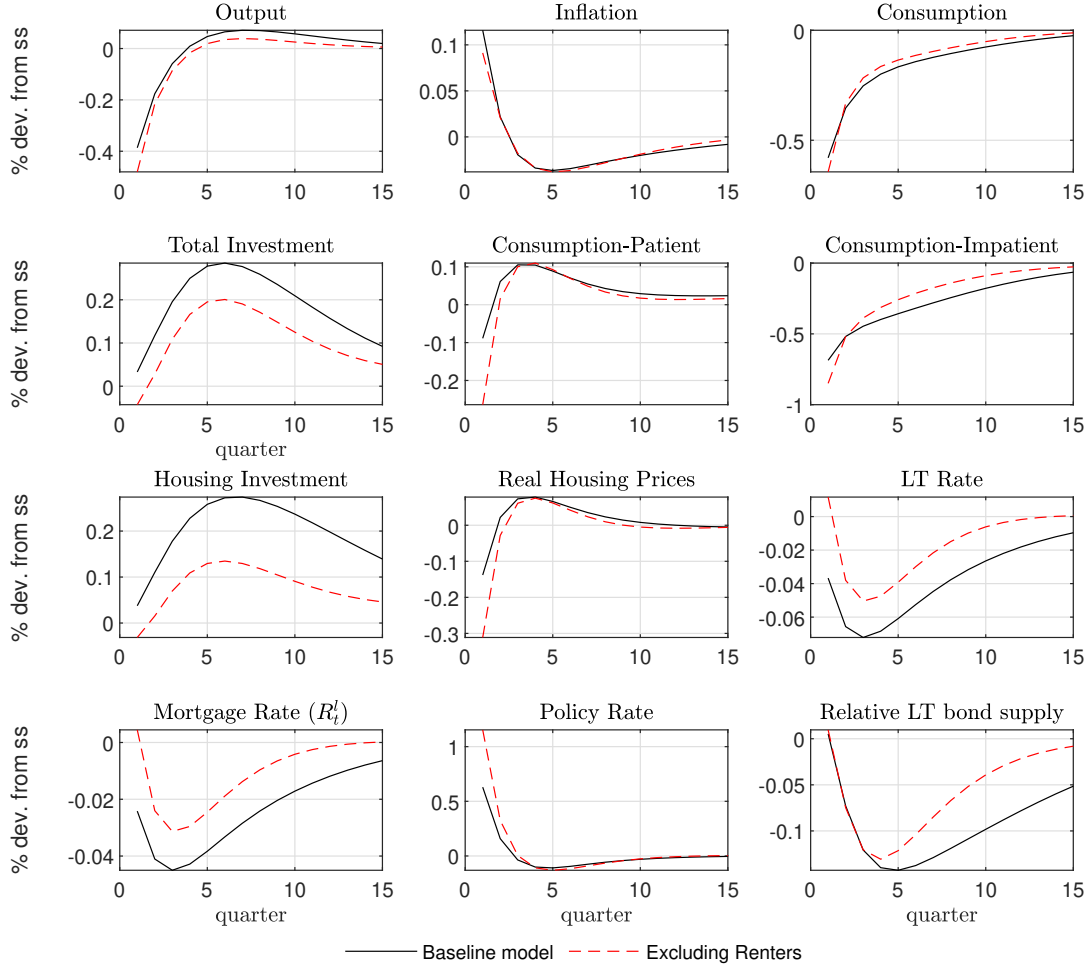 Output
Inflation
Consumption
% dev. from ss
0
-0.2
-0.4
0 5 10 15
0.1
0.05
0
0 5 10 15
0
-0.5
0 5 10 15
Total Investment
Consumption-Patient
Consumption-Impatient
% dev. from ss
0.2
0.1
0
0 5 10 15
quarter
0.1
0
-0.1
-0.2
0 5 10 15
0
-0.5
-1
0 5 10 15
Housing Investment
Real Housing Prices
LT Rate
% dev. from ss
0.2
0.1
0
0 5 10 15
0
-0.1
-0.2
-0.3
0 5 10 15
0
-0.02
-0.04
-0.06
0 5 10 15
Mortgage Rate (R_t^l)
Policy Rate
Relative LT bond supply
% dev. from ss
0
-0.02
-0.04
0 5 10 15
quarter
1
0.5
0
0 5 10 15
quarter
0
-0.05
-0.1
0 5 10 15
quarter
Baseline model
Excluding Renters